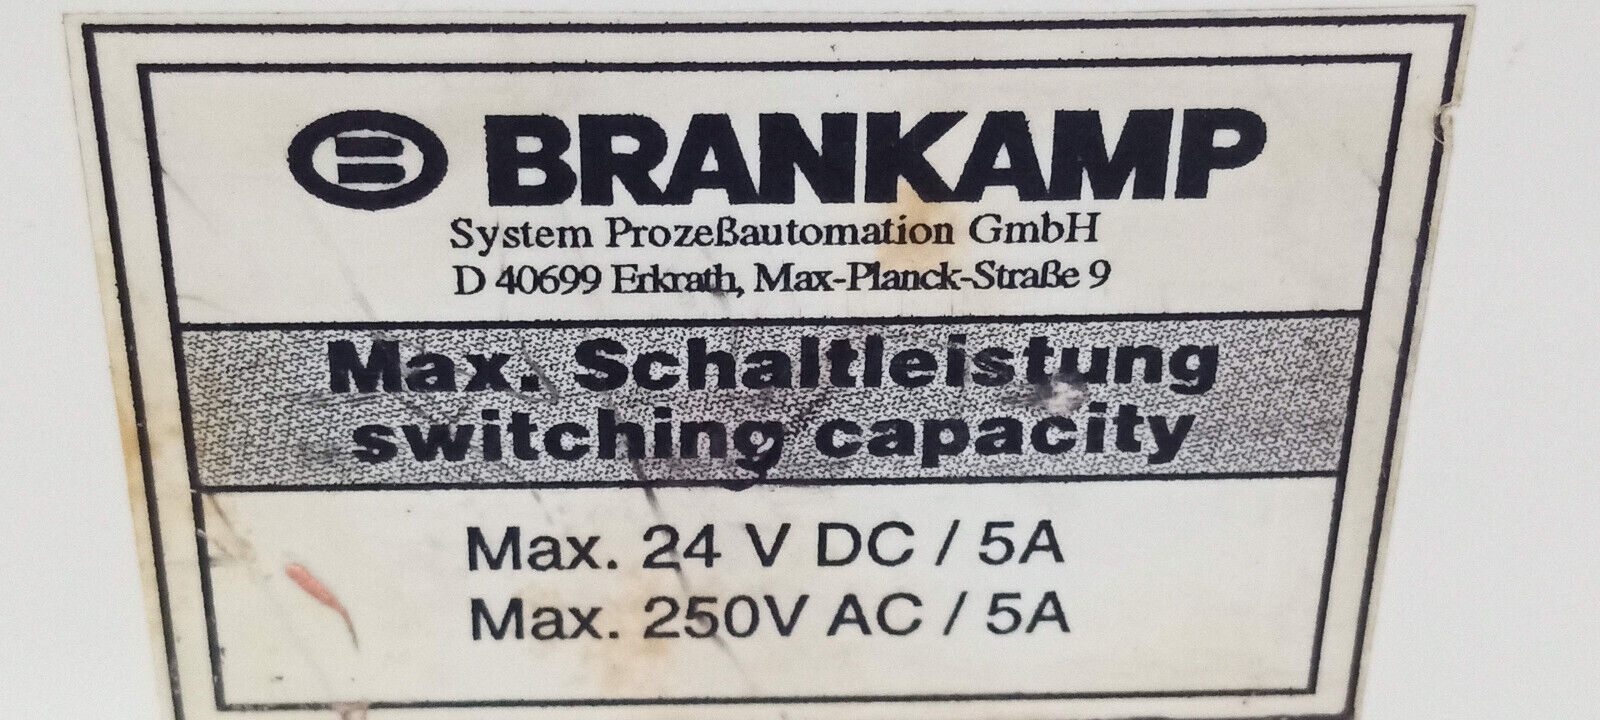 BRANKAMP
System Prozeßautomation GmbH
D 40699 Erkrath, Max-Planck-Straße 9
Max. Schaltleistung
switching capacity
Max. 24 V DC / 5A
Max. 250V AC / 5A